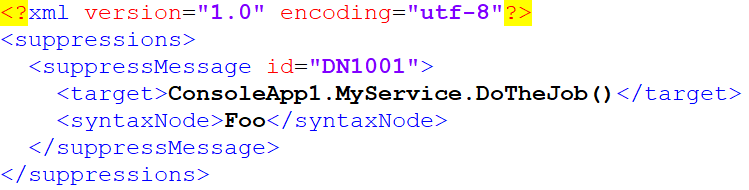 <?xml version="1.0" encoding="utf-8"?>
<suppressions>
  <suppressMessage id="DN1001">
    <target>ConsoleApp1.MyService.DoTheJob()</target>
    <syntaxNode>Foo</syntaxNode>
  </suppressMessage>
</suppressions>